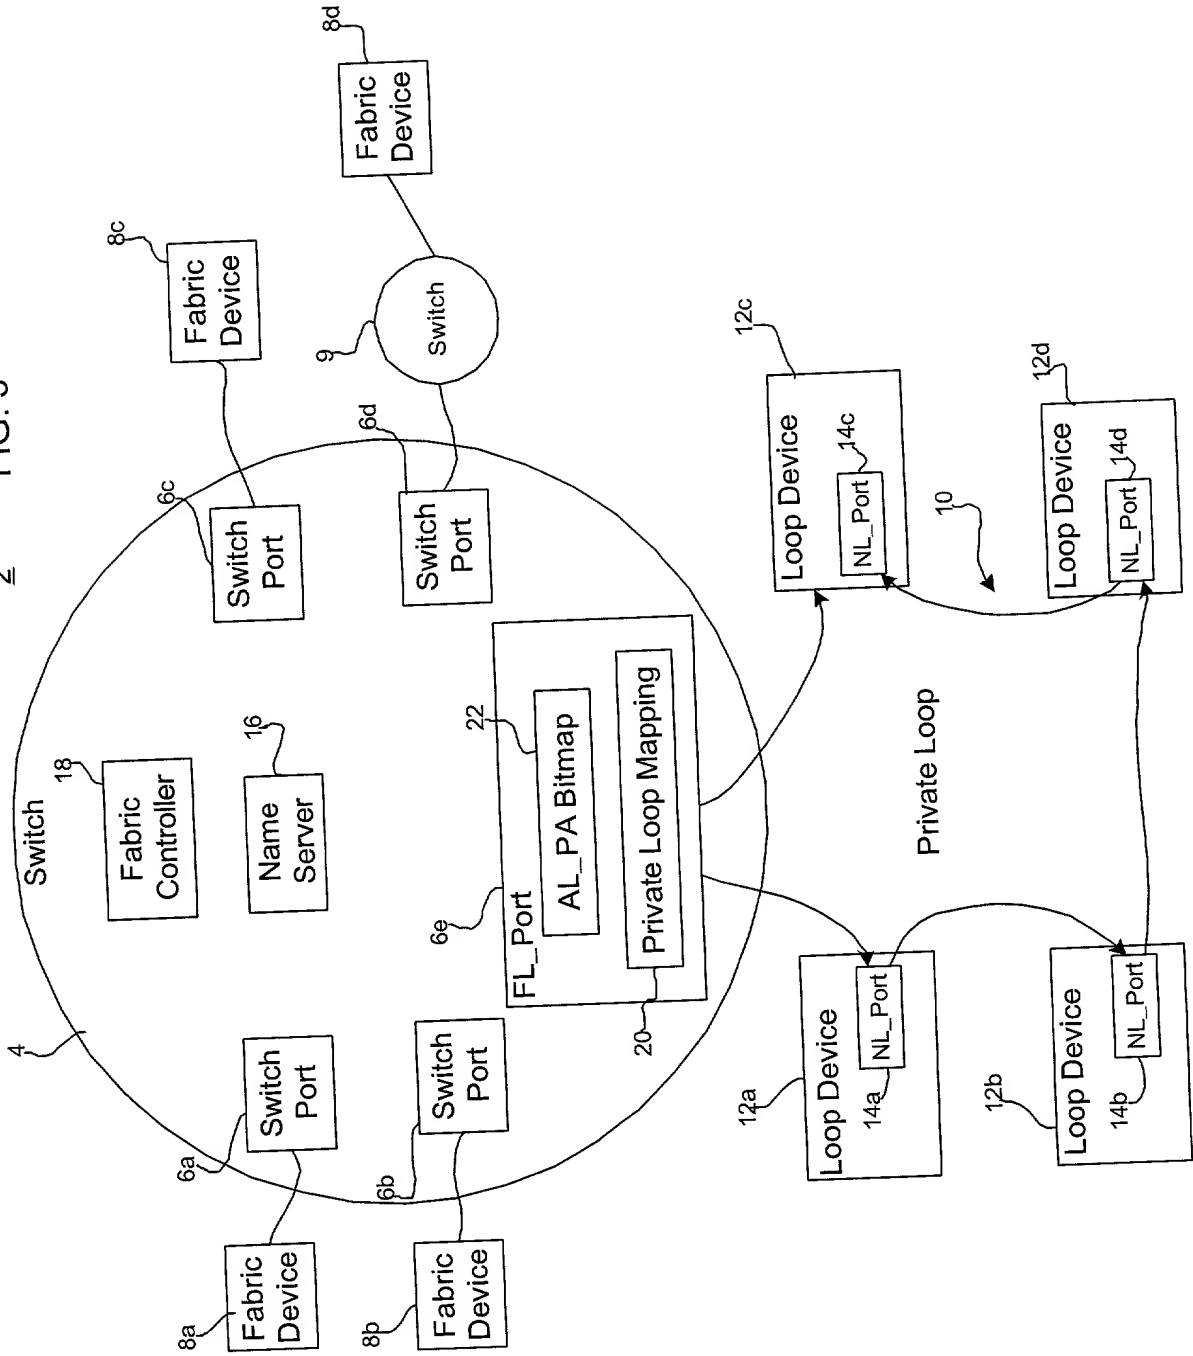 2
FIG.
4
Switch
18
Fabric
Controller
16
Name
Server
8a
Fabric
Device
6a
Switch
Port
6c
Switch
Port
8c
Fabric
Device
8b
Fabric
Device
6b
Switch
Port
6d
Switch
Port
9
Switch
8d
Fabric
Device
6e
FL_Port
22
AL_PA Bitmap
20
Private Loop Mapping
12a
Loop Device
14a
NL_Port
12c
Loop Device
14c
NL_Port
Private Loop
10
12b
Loop Device
14b
NL_Port
12d
Loop Device
14d
NL_Port